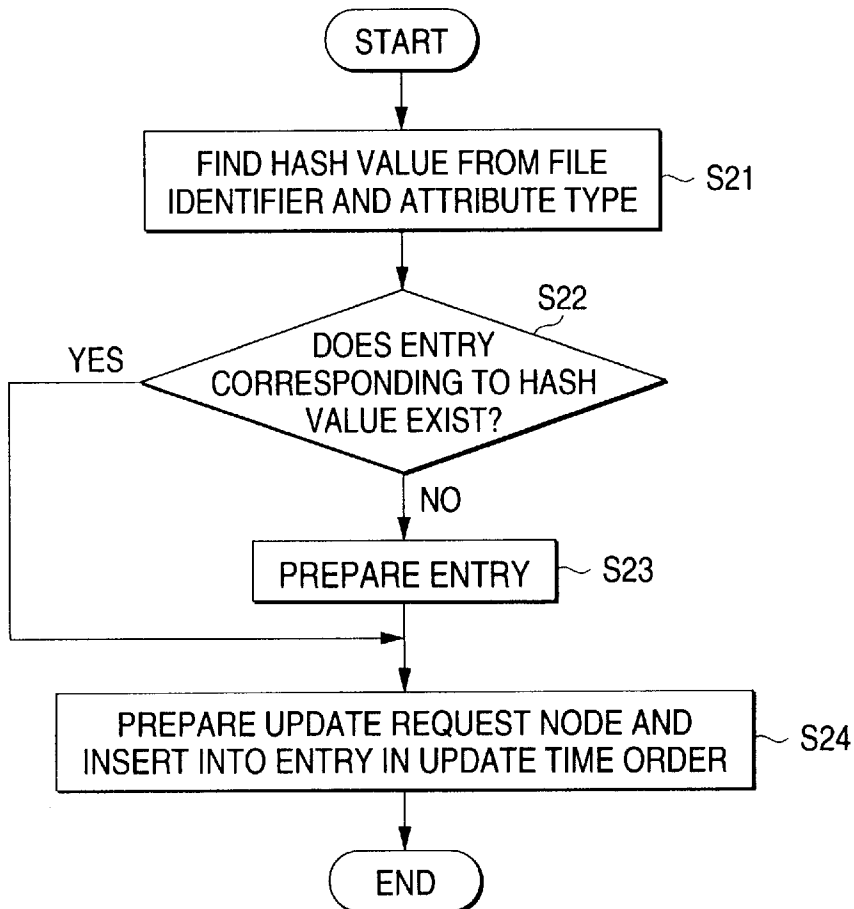 START
FIND HASH VALUE FROM FILE
IDENTIFIER AND ATTRIBUTE TYPE
S21
S22
DOES ENTRY
CORRESPONDING TO HASH
VALUE EXIST?
YES
NO
PREPARE ENTRY
S23
PREPARE UPDATE REQUEST NODE AND
INSERT INTO ENTRY IN UPDATE TIME ORDER
S24
END